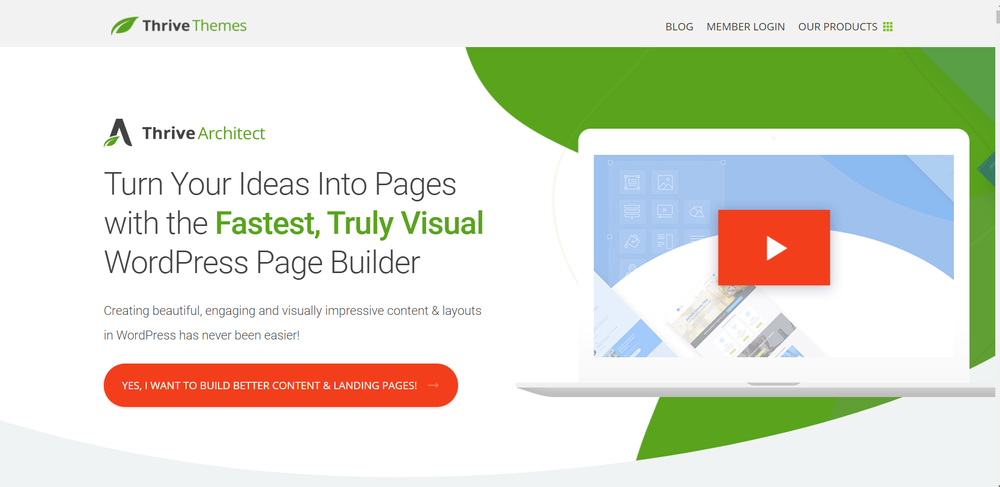 Thrive Themes
BLOG MEMBER LOGIN OUR PRODUCTS
Thrive Architect
Turn Your Ideas Into Pages
with the Fastest, Truly Visual
WordPress Page Builder
Creating beautiful, engaging and visually impressive content & layouts
in WordPress has never been easier!
YES, I WANT TO BUILD BETTER CONTENT & LANDING PAGES!